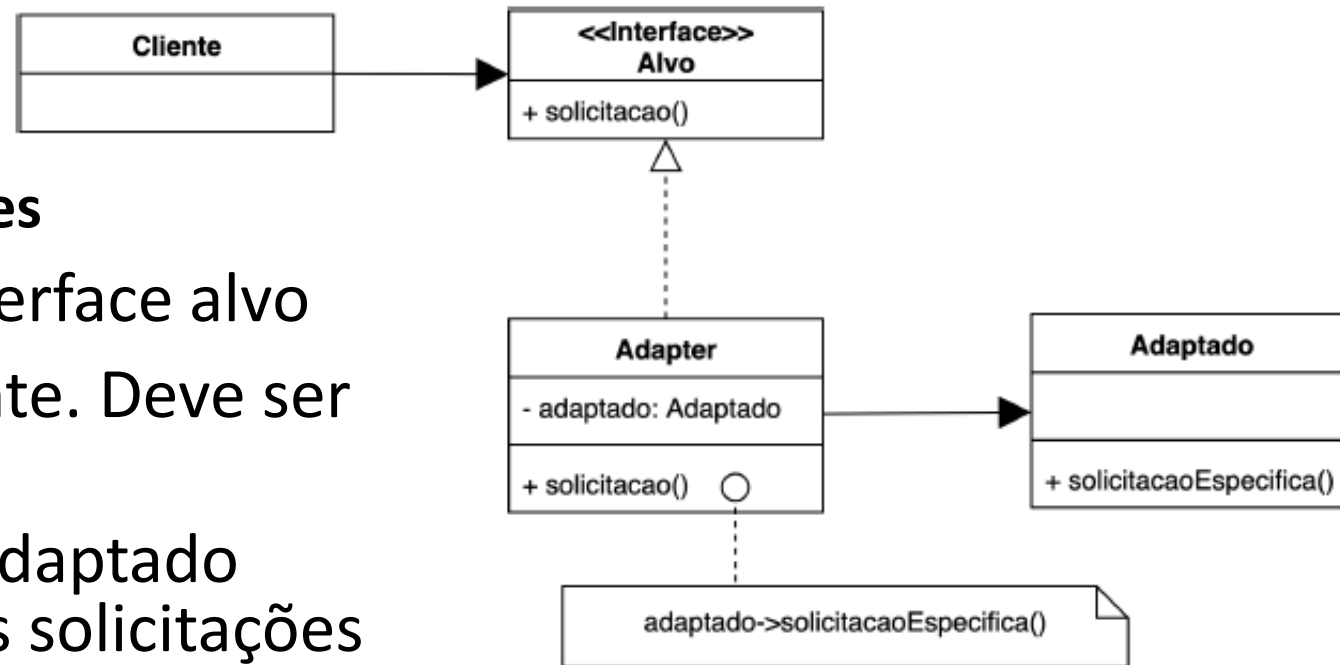 Cliente
<<Interface>>
Alvo
+ solicitacao()
es
erface alvo
te. Deve ser
daptado
s solicitações
Adapter
- adaptado: Adaptado
+ solicitacao()
Adaptado
+ solicitacaoEspecifica()
adaptado->solicitacaoEspecifica()